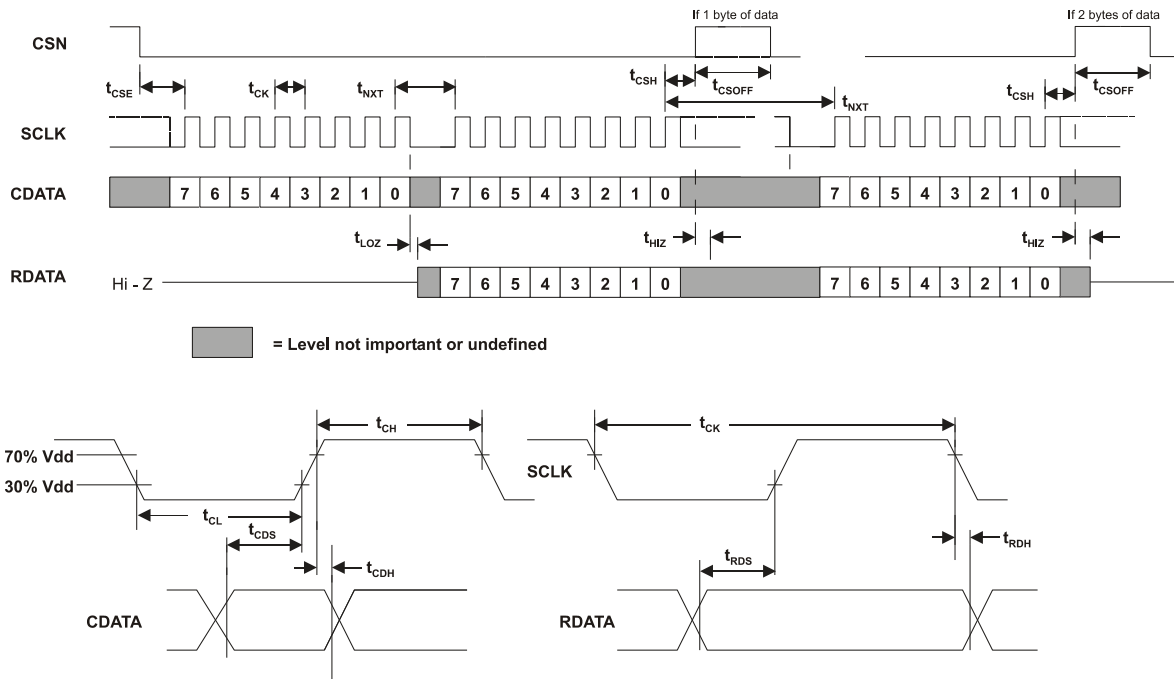 If 1 byte of data If 2 bytes of data
CSN
tCSE tCK tNXT tCSH tCSOFF tNXT tCSH tCSOFF
SCLK
CDATA 7 6 5 4 3 2 1 0 7 6 5 4 3 2 1 0 7 6 5 4 3 2 1 0
tLOZ tHIZ tHIZ
RDATA Hi - Z 7 6 5 4 3 2 1 0 7 6 5 4 3 2 1 0
= Level not important or undefined
tCH tCK
70% Vdd
SCLK
30% Vdd
tCL
tCDS
tCDH tRDS tRDH
CDATA RDATA